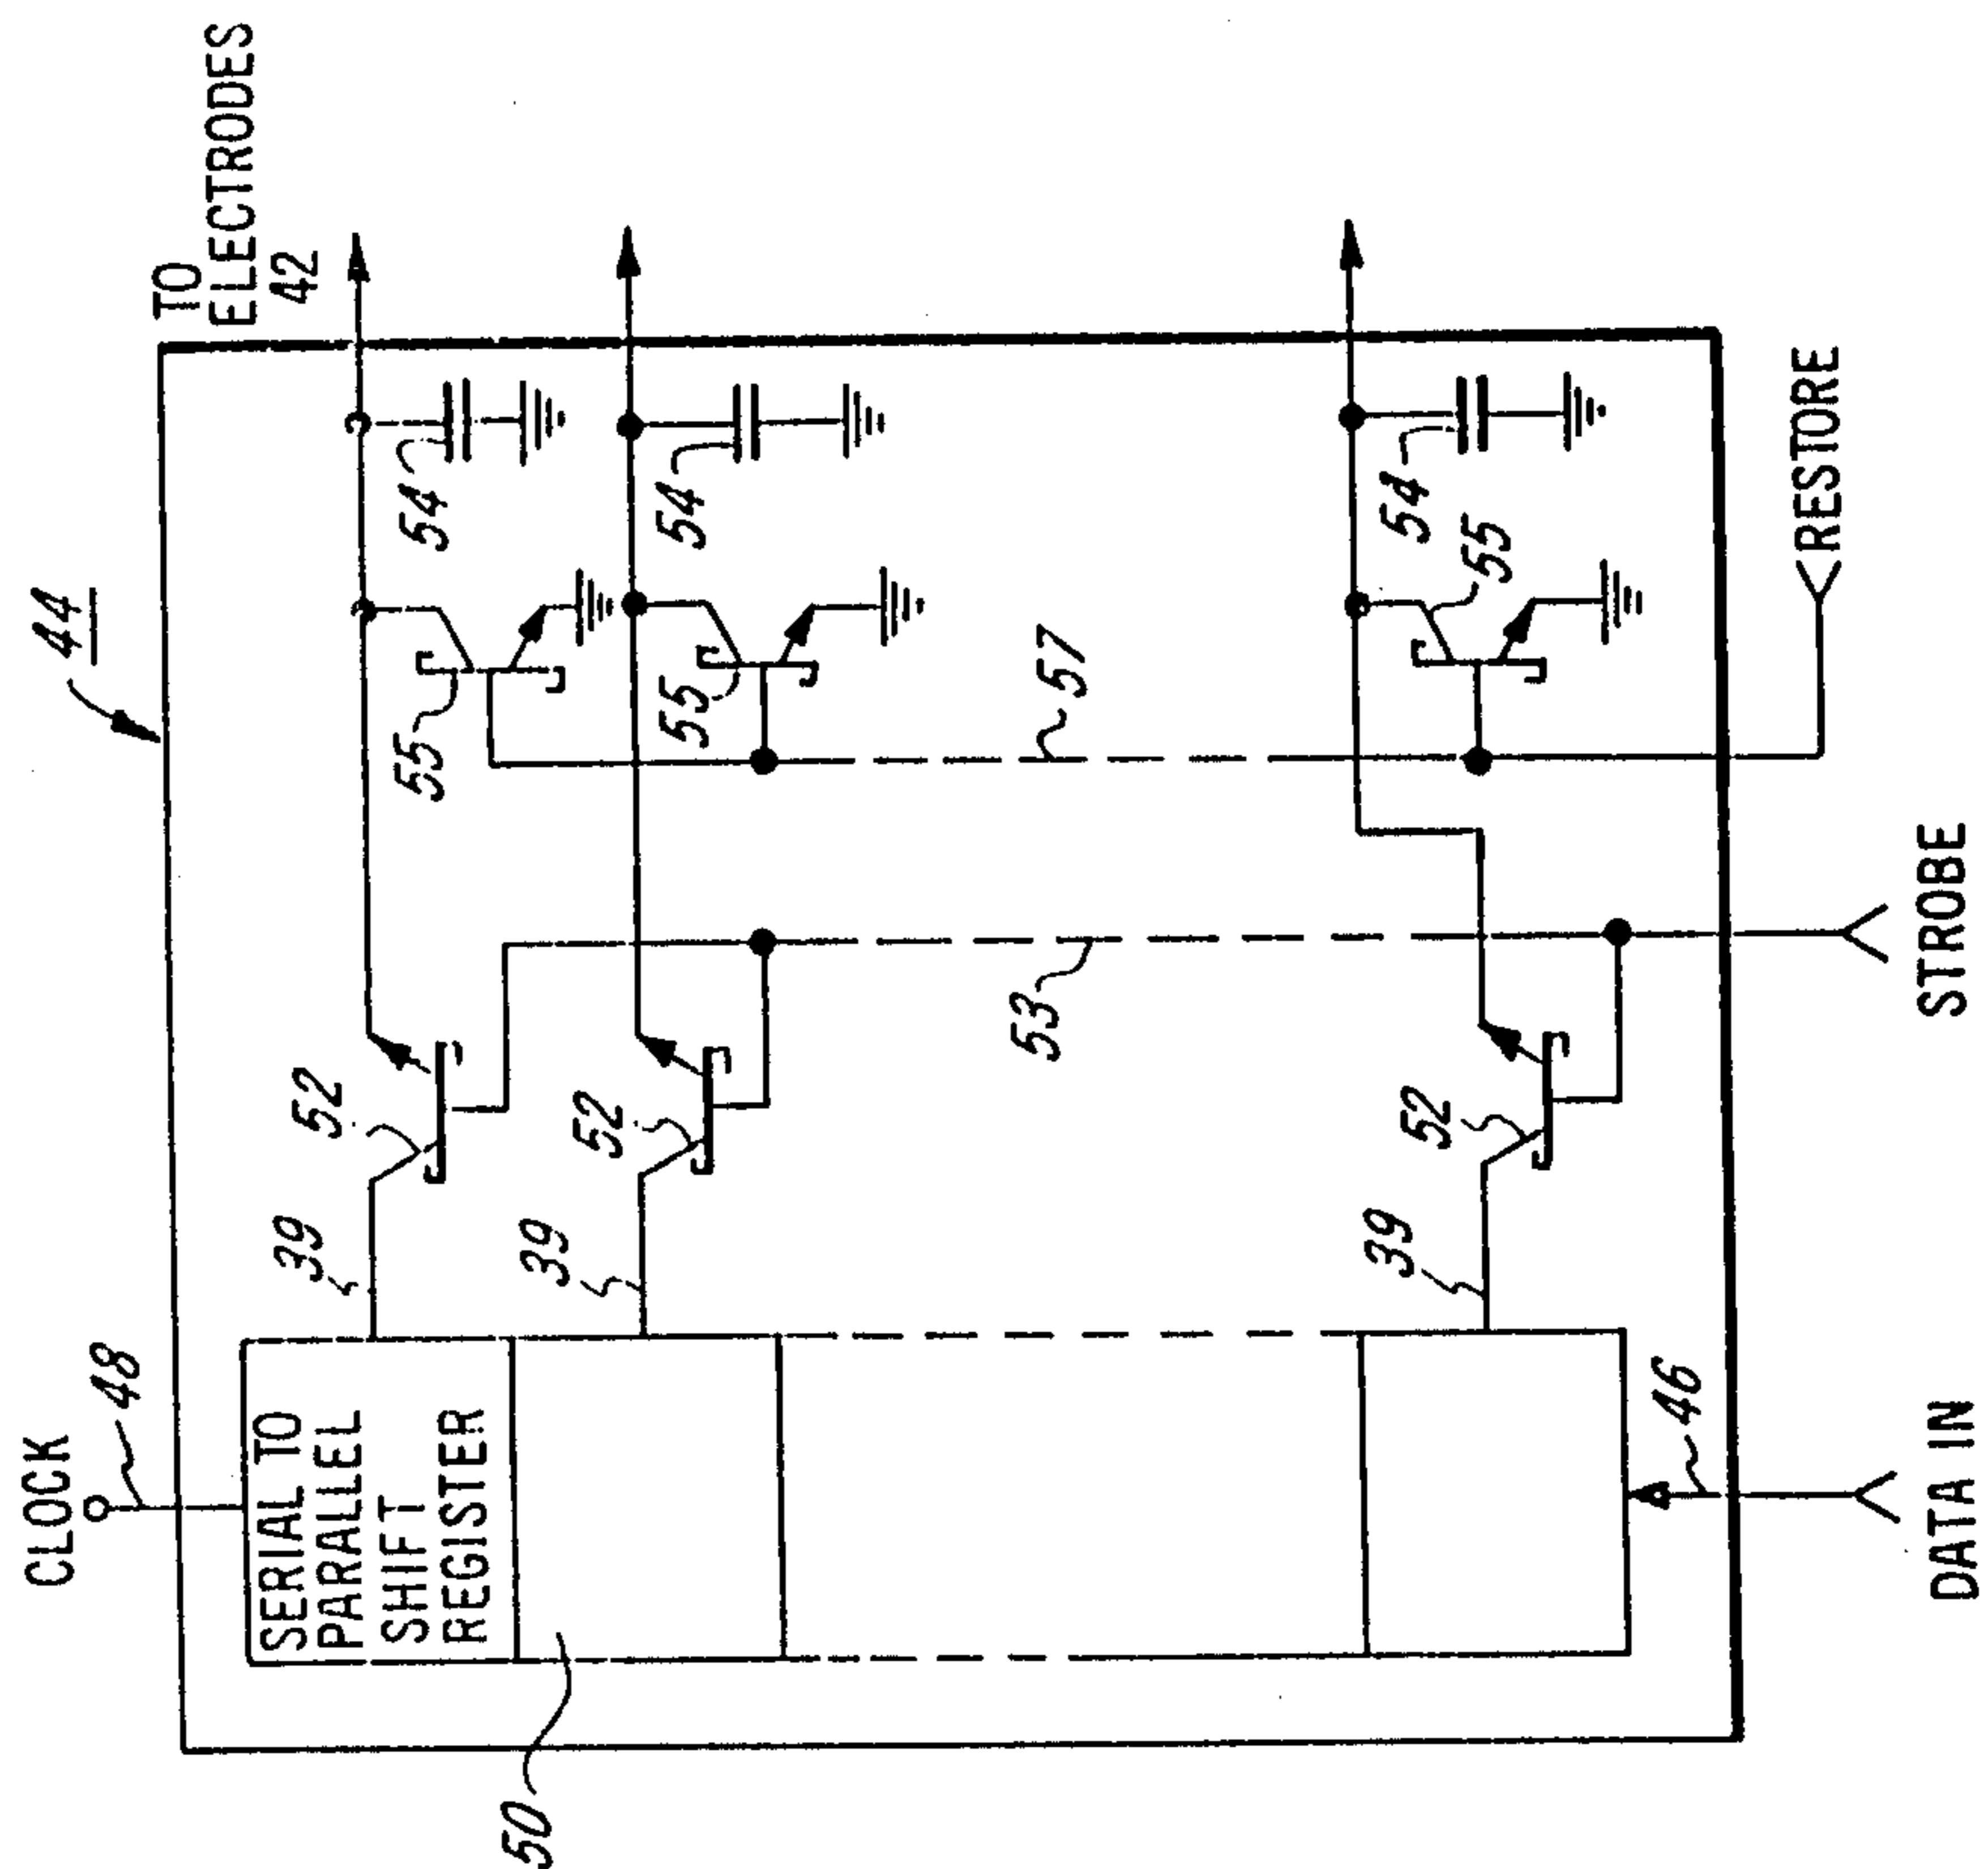 44
TO
ELECTRODES
42
CLOCK
48
SERIAL TO
PARALLEL
SHIFT
REGISTER
50
39
52
55
54
39
52
55
54
53
57
39
52
55
54
46
DATA IN
STROBE
RESTORE